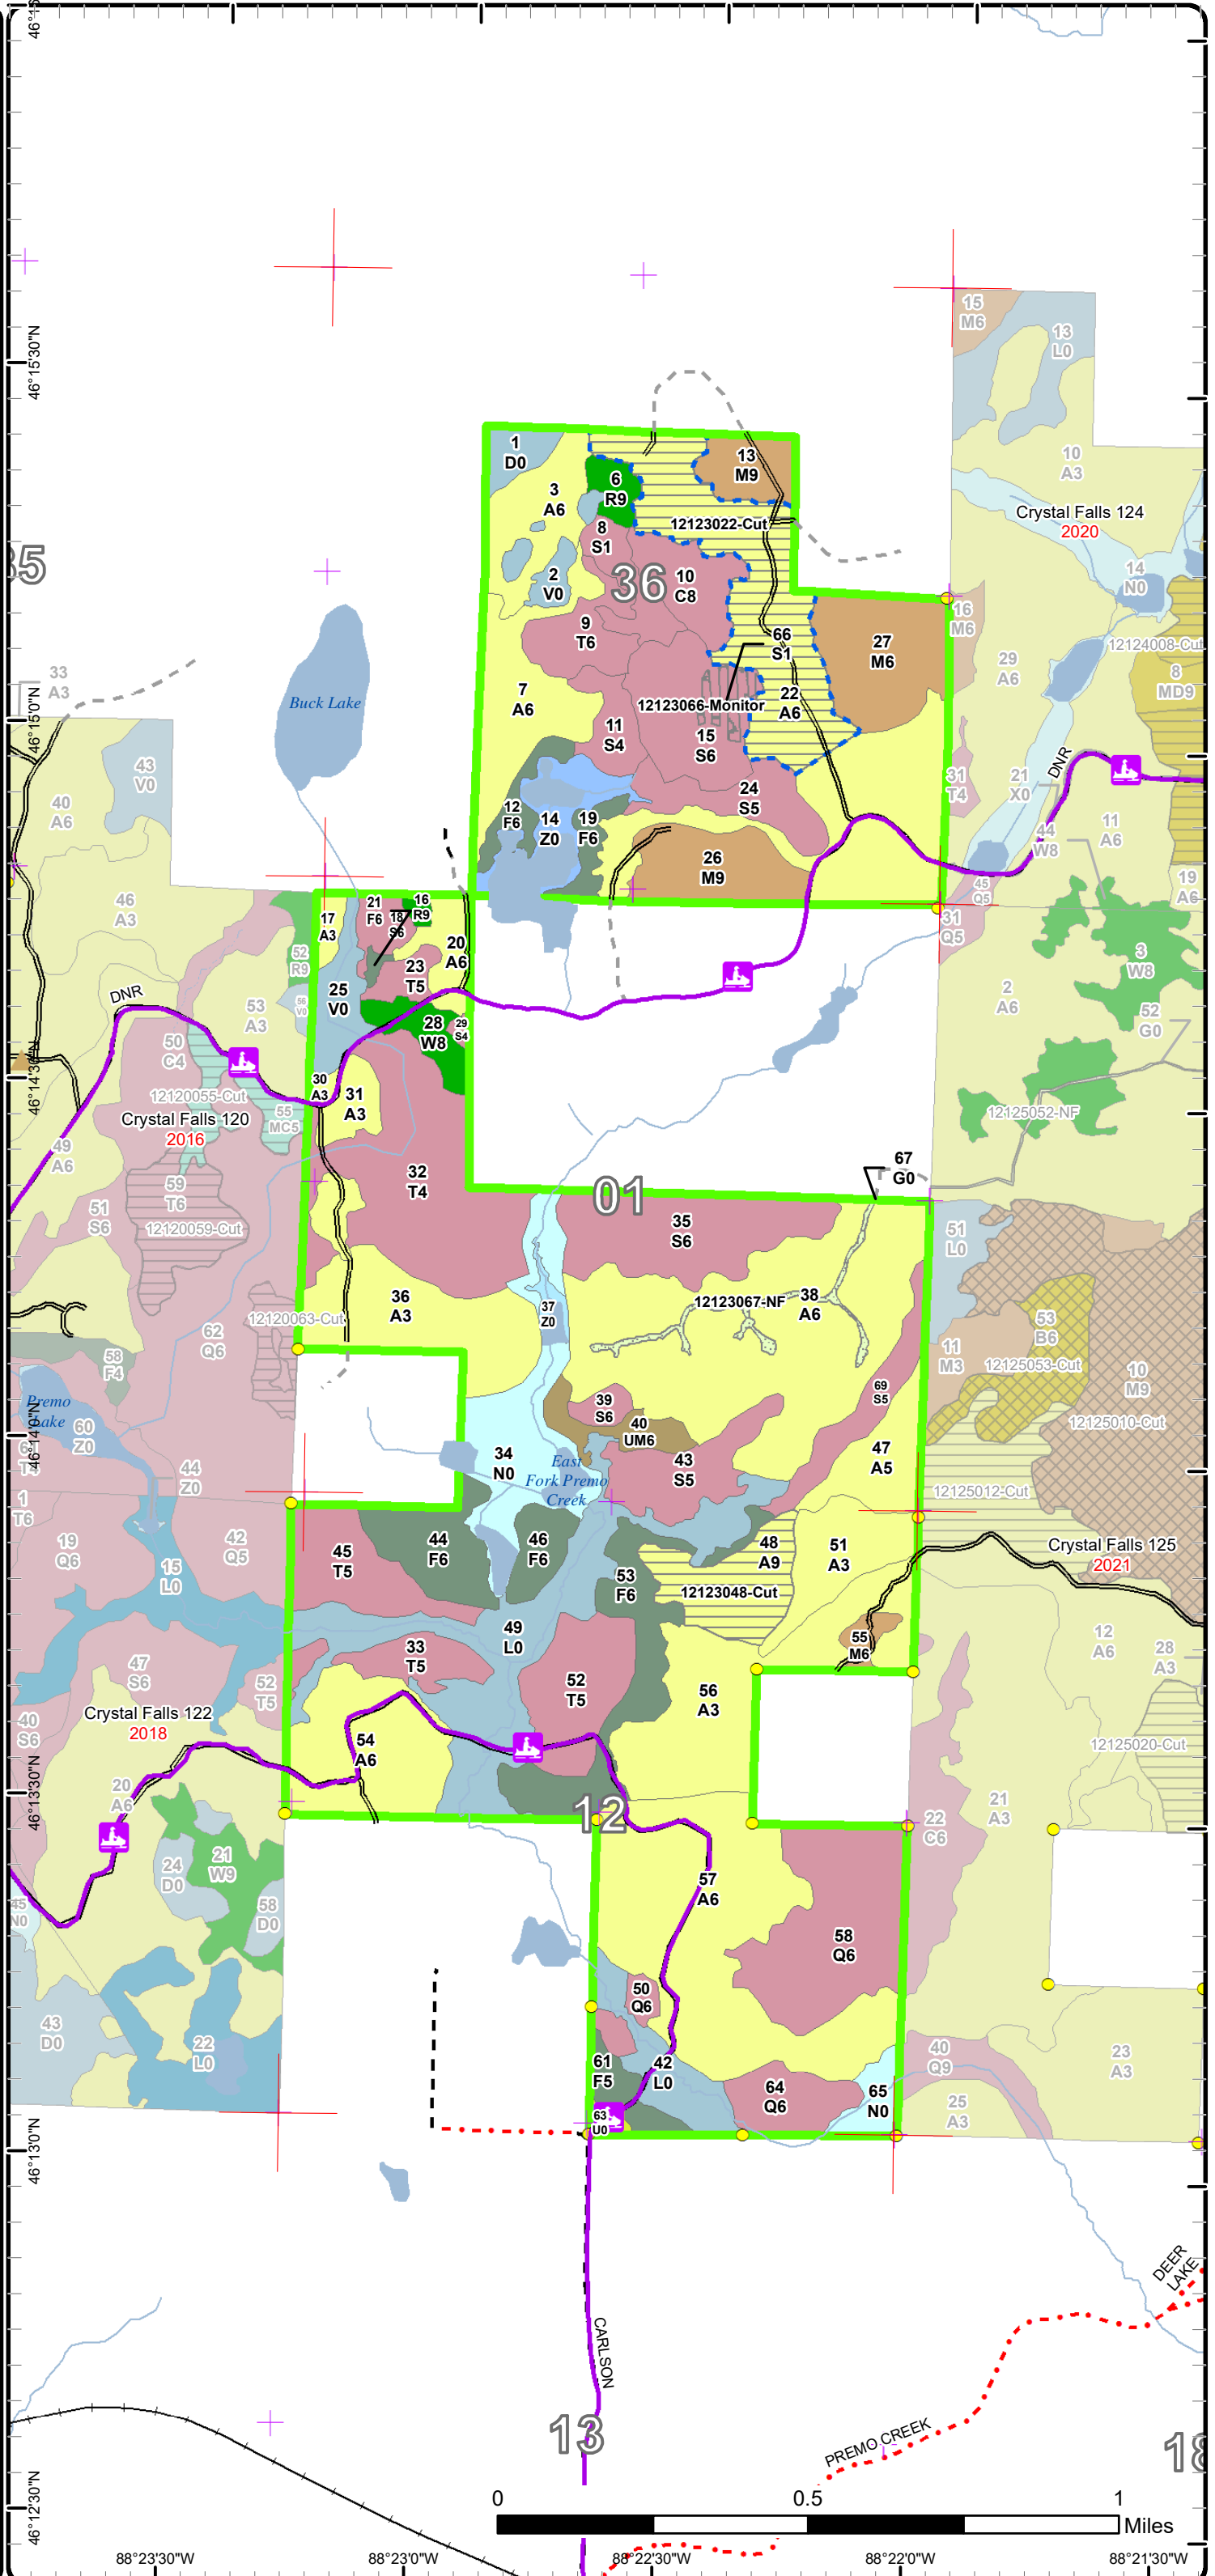 46°15'30"N
15
M6
13
L0
1
D0
13
M9
10
A3
3
A6
6
R9
Crystal Falls 124
2020
12123022-Cut
8
S1
35
36
10
C8
2
V0
14
N0
16
M6
9
T6
66
S1
27
M6
12124008-Cut
33
A3
29
A6
8
MD9
7
A6
22
A6
Buck Lake
12123066-Monitor
46°15'0"N
11
S4
15
S6
43
V0
DNR
31
T4
21
X0
40
A6
24
S5
12
F6
14
Z0
19
F6
44
W8
11
A6
26
M9
19
A6
45
Q5
46
A3
17
A3
21
F6
16
R9
18
S6
31
Q5
20
A6
52
R9
23
T5
3
W8
25
V0
2
A6
DNR
56
V0
53
A3
28
W8
29
S4
52
G0
50
C4
46°14'30"N
30
A3
31
A3
12120055-Cut
55
MC5
12125052-NF
Crystal Falls 120
2016
49
A6
67
G0
32
T4
59
T6
01
51
S6
12120059-Cut
35
S6
51
L0
36
A3
12123067-NF
38
A6
37
Z0
12120063-Cut
53
B6
62
Q6
11
M3
12125053-Cut
58
F4
10
M9
69
S5
39
S6
Premo
Lake
46°14'0"N
60
Z0
40
UM6
12125010-Cut
34
N0
43
S5
47
A5
East
Fork Premo
Creek
44
Z0
12125012-Cut
1
T6
19
Q6
42
Q5
45
T5
44
F6
46
F6
48
A9
51
A3
Crystal Falls 125
2021
15
L0
53
F6
12123048-Cut
49
L0
55
M6
12
A6
33
T5
28
A3
47
S6
52
T5
52
T5
56
A3
Crystal Falls 122
2018
40
S6
54
A6
12125020-Cut
46°13'30"N
20
A6
12
21
A3
22
C6
21
W9
24
D0
57
A6
45
N0
58
D0
58
Q6
50
Q6
43
D0
22
L0
61
F5
42
L0
40
Q9
23
A3
64
Q6
65
N0
25
A3
63
U0
46°13'0"N
DEER
LAKE
CARLSON
13
PREMO CREEK
18
46°12'30"N
0
0.5
1
Miles
88°23'30"W
88°23'0"W
88°22'30"W
88°22'0"W
88°21'30"W